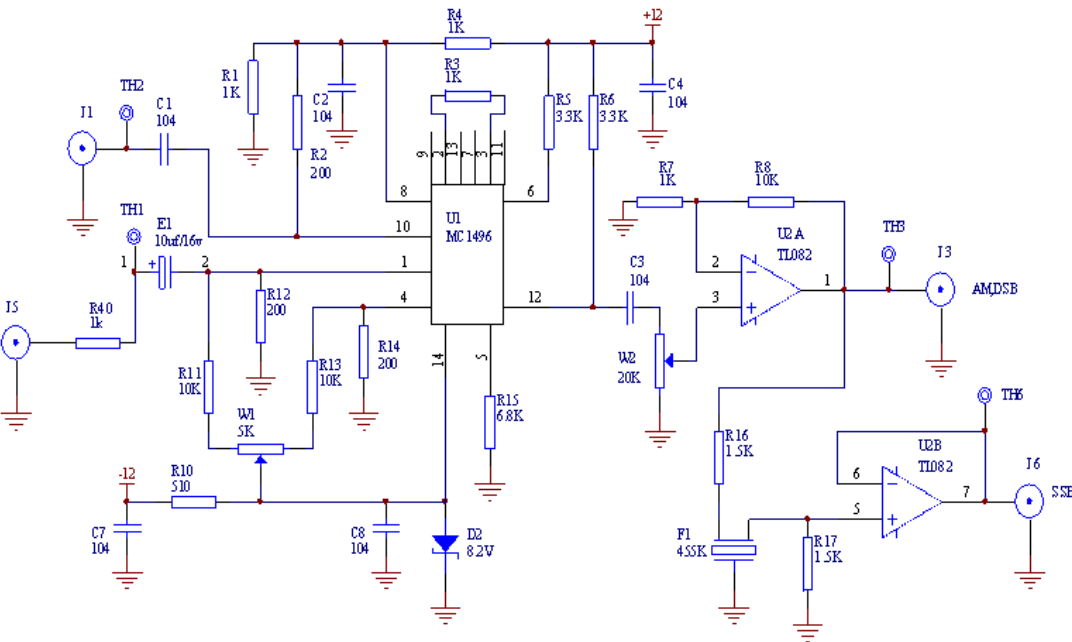 R4
1K
+12
R3
1K
R1
1K
TH2
C1
104
C2
104
R5
3.3K
R6
3.3K
C4
104
J1
R2
200
9
2
13
7
3
11
8
6
U1
MC1496
R7
1K
R8
10K
TH1
E1
10uf/16v
10
U2A
TL082
TH3
1
2
1
C3
104
2
1
J3
AM,DSB
J5
R40
1k
R12
200
4
12
3
R14
200
14
5
W2
20K
R11
10K
R13
10K
W1
5K
R15
6.8K
TH6
R16
1.5K
U2B
TL082
-12
R10
510
6
7
J6
SSB
C7
104
C8
104
D2
8.2V
F1
455K
5
R17
1.5K